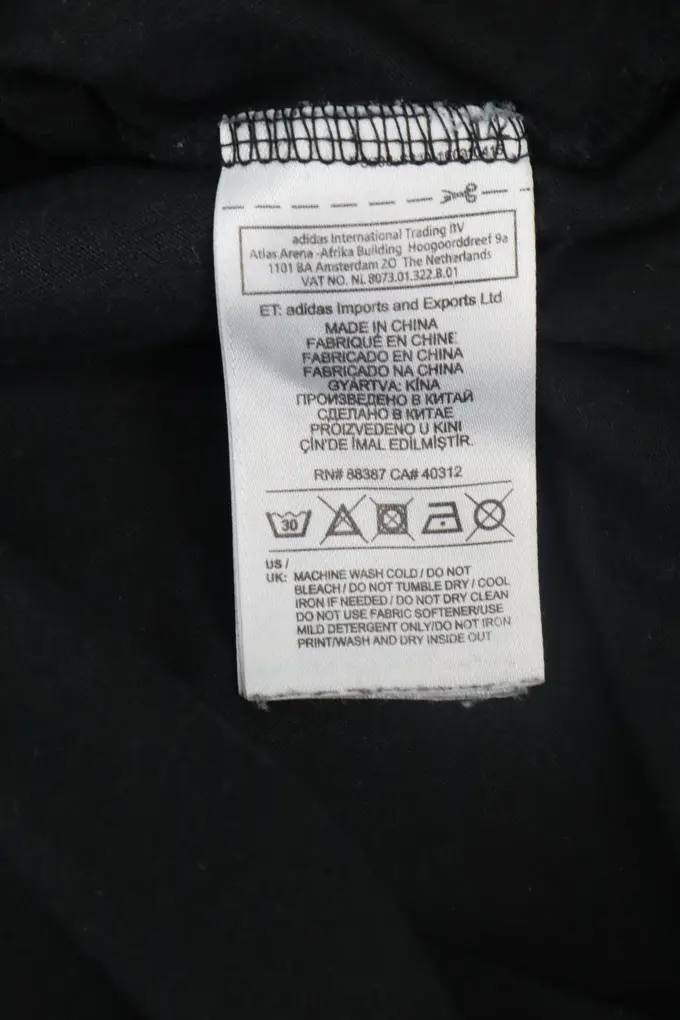 adidas International Trading BV
Atlas Arena -Afrika Building Hoogoorddreef 9a
1101 BA Amsterdam ZO The Netherlands
VAT NO. NL 8073.01.322.B.01
ET: adidas Imports and Exports Ltd
MADE IN CHINA
FABRIQUÉ EN CHINE
FABRICADO EN CHINA
FABRICADO NA CHINA
GYÁRTVA: KÍNA
ПРОИЗВЕДЕНО В КИТАЙ
СДЕЛАНО В КИТАЕ
PROIZVEDENO U KINI
ÇİN'DE İMAL EDİLMİŞTİR.
RN# 88387 CA# 40312
30
US /
UK: MACHINE WASH COLD / DO NOT
BLEACH / DO NOT TUMBLE DRY / COOL
IRON IF NEEDED / DO NOT DRY CLEAN
DO NOT USE FABRIC SOFTENER/USE
MILD DETERGENT ONLY/DO NOT IRON
PRINT/WASH AND DRY INSIDE OUT